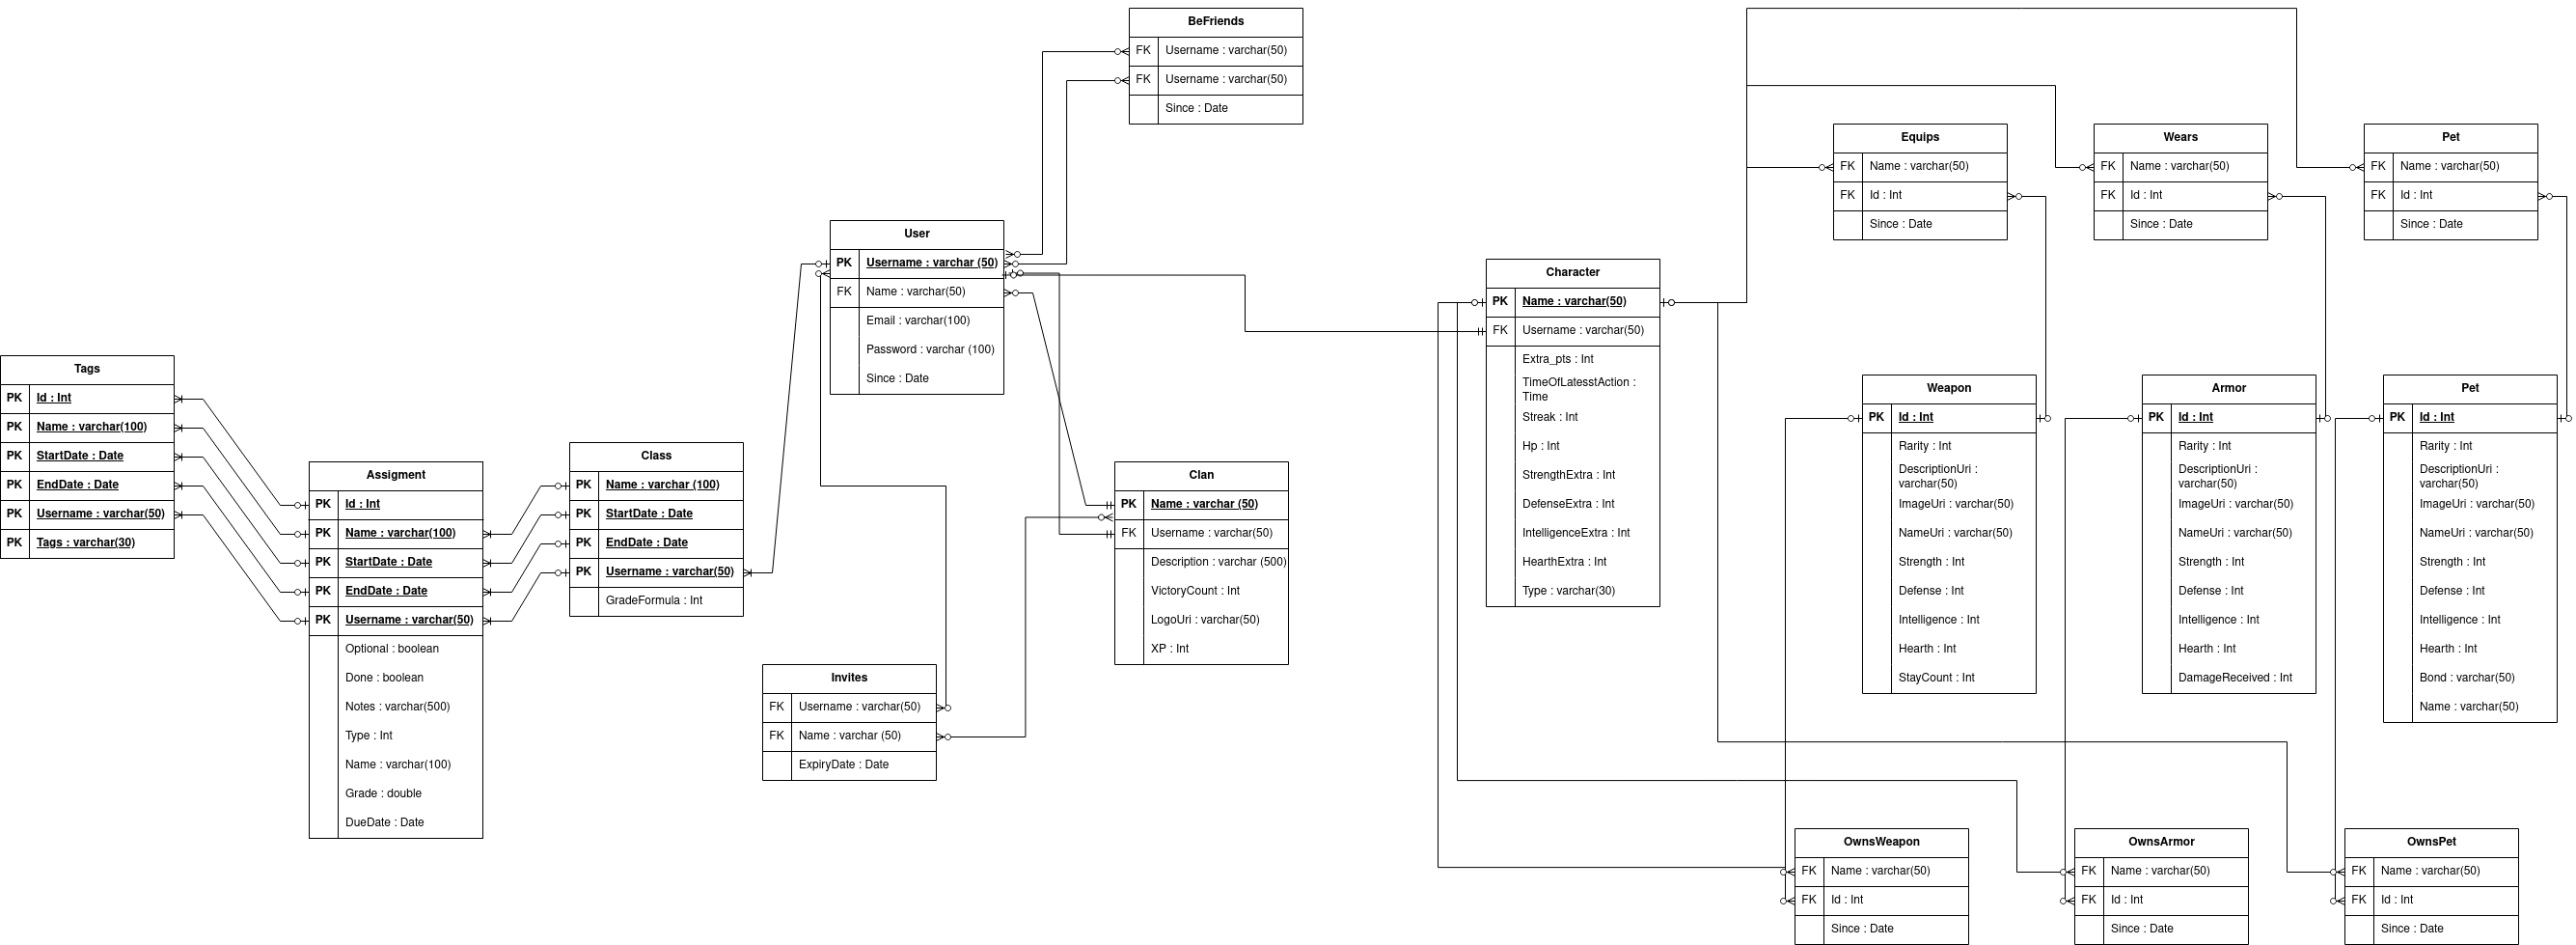 BeFriends
FK Username : varchar(50)
FK Username : varchar(50)
Since : Date
Equips
FK Name : varchar(50)
FK Id : Int
Since : Date
Wears
FK Name : varchar(50)
FK Id : Int
Since : Date
Pet
FK Name : varchar(50)
FK Id : Int
Since : Date
User
PK Username : varchar (50)
FK Name : varchar(50)
Email : varchar(100)
Password : varchar (100)
Since : Date
Character
PK Name : varchar(50)
FK Username : varchar(50)
Extra_pts : Int
TimeOfLatesstAction :
Time
Streak : Int
Hp : Int
StrengthExtra : Int
DefenseExtra : Int
IntelligenceExtra : Int
HearthExtra : Int
Type : varchar(30)
Tags
PK Id : Int
PK Name : varchar(100)
PK StartDate : Date
PK EndDate : Date
PK Username : varchar(50)
PK Tags : varchar(30)
Assigment
PK Id : Int
PK Name : varchar(100)
PK StartDate : Date
PK EndDate : Date
PK Username : varchar(50)
Optional : boolean
Done : boolean
Notes : varchar(500)
Type : Int
Name : varchar(100)
Grade : double
DueDate : Date
Class
PK Name : varchar (100)
PK StartDate : Date
PK EndDate : Date
PK Username : varchar(50)
GradeFormula : Int
Clan
PK Name : varchar (50)
FK Username : varchar(50)
Description : varchar (500)
VictoryCount : Int
LogoUri : varchar(50)
XP : Int
Invites
FK Username : varchar(50)
FK Name : varchar (50)
ExpiryDate : Date
Weapon
PK Id : Int
Rarity : Int
DescriptionUri :
varchar(50)
ImageUri : varchar(50)
NameUri : varchar(50)
Strength : Int
Defense : Int
Intelligence : Int
Hearth : Int
StayCount : Int
Armor
PK Id : Int
Rarity : Int
DescriptionUri :
varchar(50)
ImageUri : varchar(50)
NameUri : varchar(50)
Strength : Int
Defense : Int
Intelligence : Int
Hearth : Int
DamageReceived : Int
Pet
PK Id : Int
Rarity : Int
DescriptionUri :
varchar(50)
ImageUri : varchar(50)
NameUri : varchar(50)
Strength : Int
Defense : Int
Intelligence : Int
Hearth : Int
Bond : varchar(50)
Name : varchar(50)
OwnsWeapon
FK Name : varchar(50)
FK Id : Int
Since : Date
OwnsArmor
FK Name : varchar(50)
FK Id : Int
Since : Date
OwnsPet
FK Name : varchar(50)
FK Id : Int
Since : Date